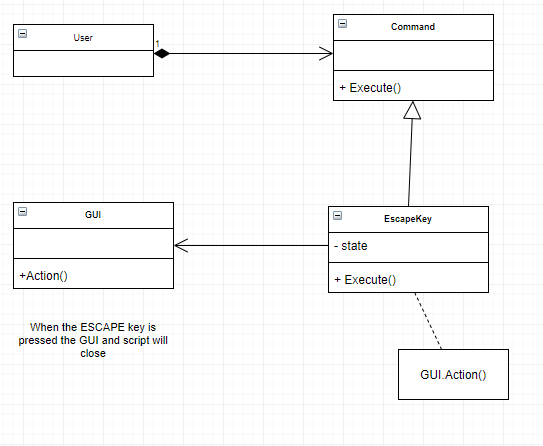 User
1
Command
+ Execute()
GUI
+Action()
EscapeKey
- state
+ Execute()
When the ESCAPE key is
pressed the GUI and script will
close
GUI.Action()